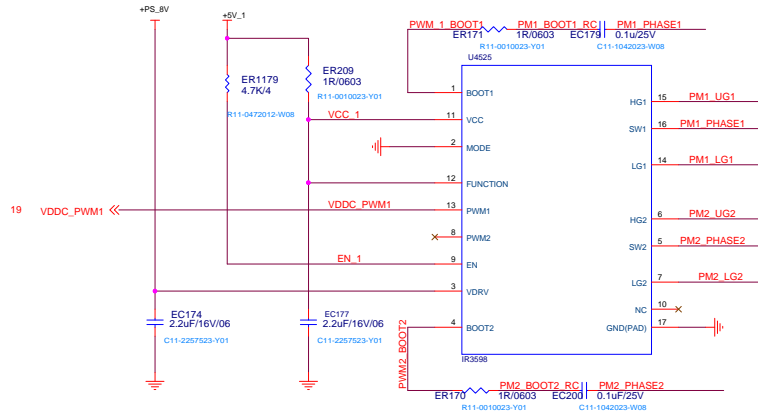 +PS_8V
+5V_1
PWM_1_BOOT1
PM1_BOOT1_RC
PM1_PHASE1
ER171
1R/0603
EC179
0.1u/25V
R11-0010023-Y01
C11-1042023-W08
U4525
ER1179
4.7K/4
R11-0472012-W08
ER209
1R/0603
R11-0010023-Y01
1
BOOT1
VCC_1
11
VCC
2
MODE
12
FUNCTION
19
VDDC_PWM1
VDDC_PWM1
13
PWM1
8
PWM2
EN_1
9
EN
3
VDRV
4
BOOT2
HG1
15
PM1_UG1
SW1
16
PM1_PHASE1
LG1
14
PM1_LG1
HG2
6
PM2_UG2
SW2
5
PM2_PHASE2
LG2
7
PM2_LG2
NC
10
GND(PAD)
17
IR3598
EC174
2.2uF/16V/06
C11-2257523-Y01
EC177
2.2uF/16V/06
C11-2257523-Y01
PWM2_BOOT2
PM2_BOOT2_RC
PM2_PHASE2
ER170
1R/0603
EC200
0.1uF/25V
R11-0010023-Y01
C11-1042023-W08